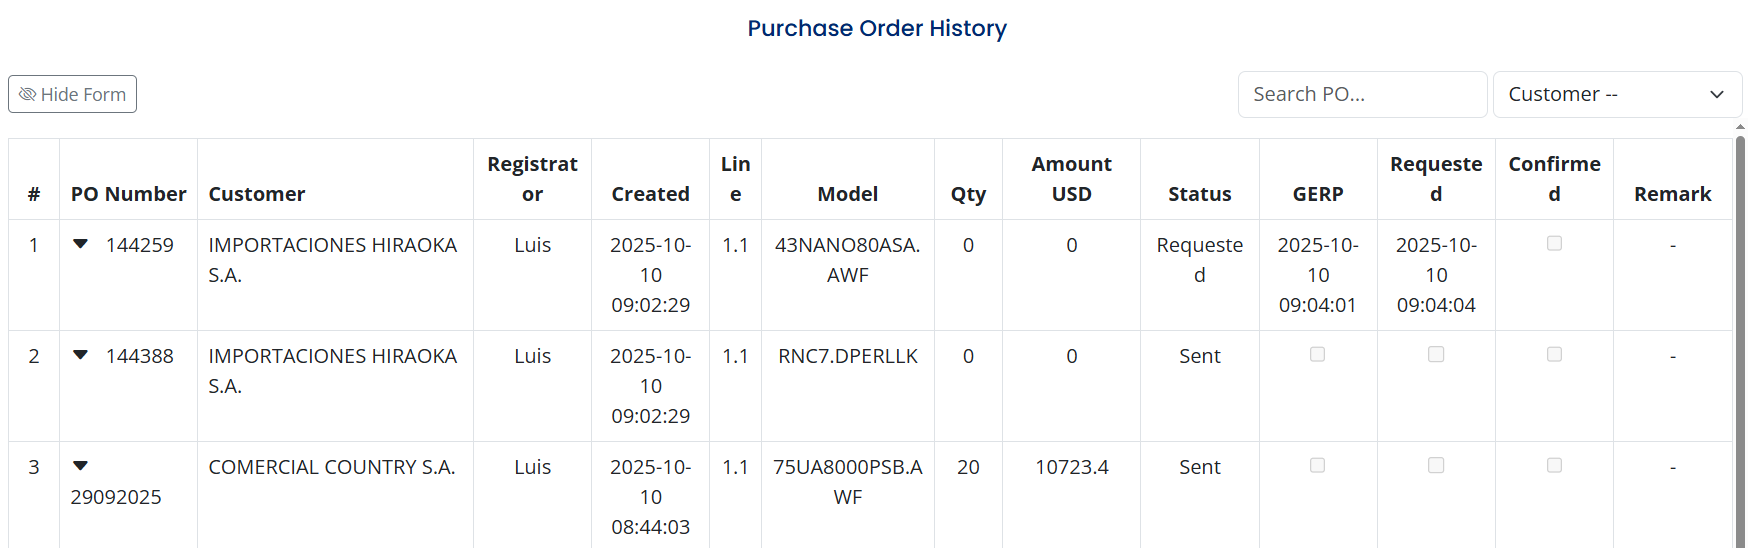 Purchase Order History
Hide Form
Search PO...
Customer --
#
PO Number
Customer
Registrat
or
Created
Lin
e
Model
Qty
Amount
USD
Status
GERP
Requeste
d
Confirme
d
Remark
1
144259
IMPORTACIONES HIRAOKA
S.A.
Luis
2025-10-
10
09:02:29
1.1
43NANO80ASA.
AWF
0
0
Requeste
d
2025-10-
10
09:04:01
2025-10-
10
09:04:04
-
2
144388
IMPORTACIONES HIRAOKA
S.A.
Luis
2025-10-
10
09:02:29
1.1
RNC7.DPERLLK
0
0
Sent
-
3
29092025
COMERCIAL COUNTRY S.A.
Luis
2025-10-
10
08:44:03
1.1
75UA8000PSB.A
WF
20
10723.4
Sent
-